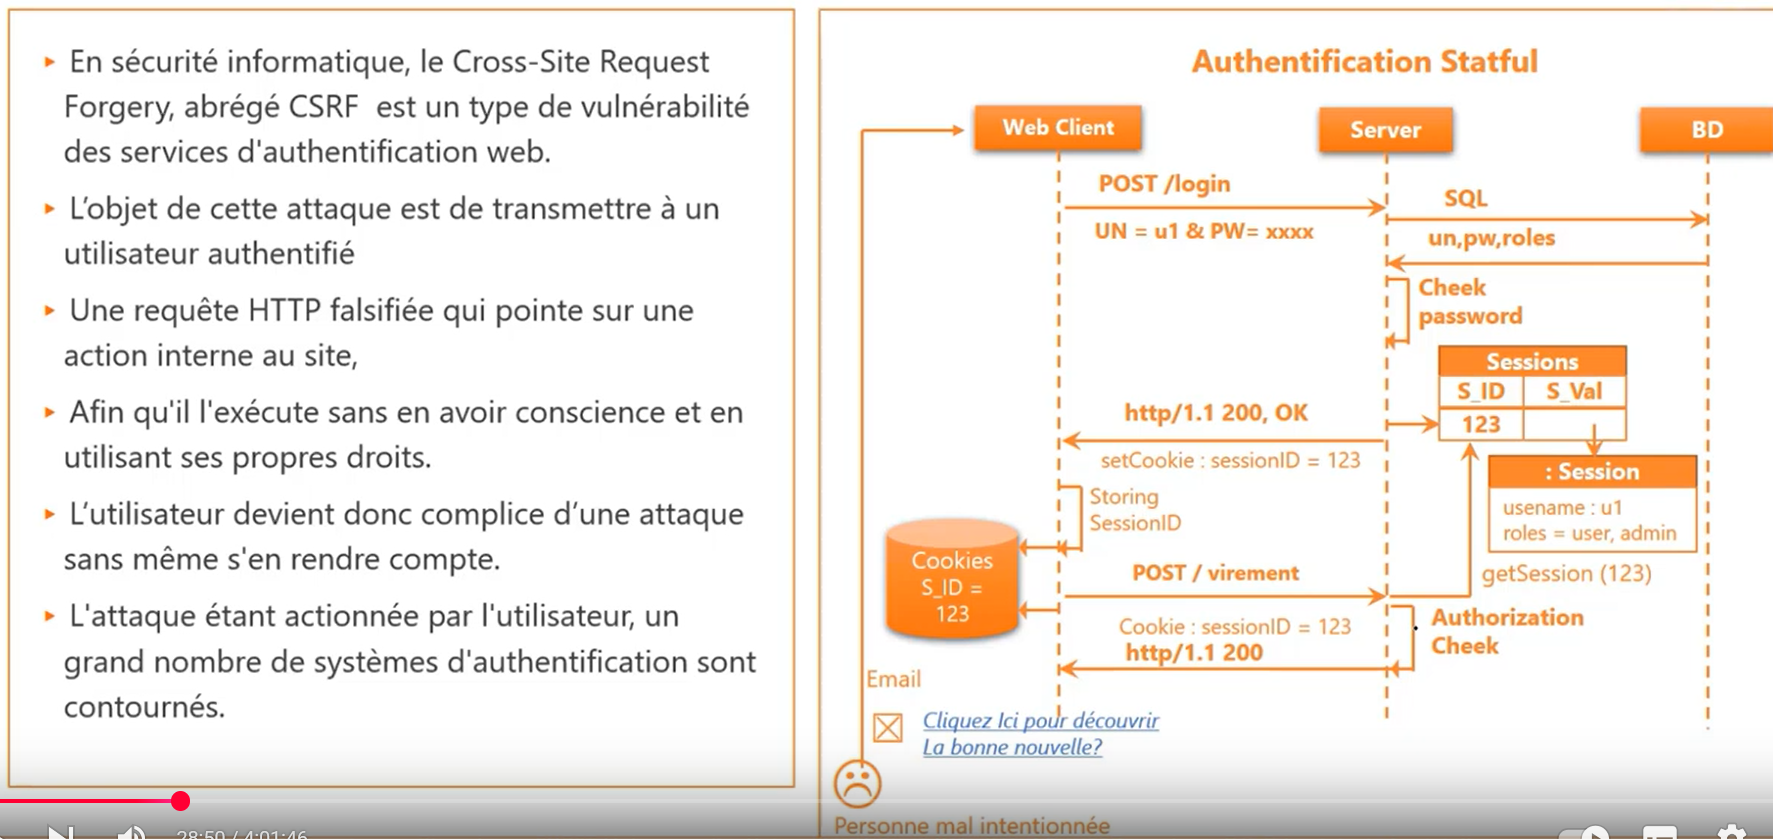 ▸ En sécurité informatique, le Cross-Site Request
Forgery, abrégé CSRF est un type de vulnérabilité
des services d'authentification web.
▸ L’objet de cette attaque est de transmettre à un
utilisateur authentifié
▸ Une requête HTTP falsifiée qui pointe sur une
action interne au site,
▸ Afin qu'il l'exécute sans en avoir conscience et en
utilisant ses propres droits.
▸ L’utilisateur devient donc complice d’une attaque
sans même s'en rendre compte.
▸ L'attaque étant actionnée par l'utilisateur, un
grand nombre de systèmes d'authentification sont
contournés.
Authentification Statful
Web Client
Server
BD
POST /login
UN = u1 & PW= xxxx
SQL
un,pw,roles
Cheek
password
Sessions
S_ID S_Val
123
http/1.1 200, OK
setCookie : sessionID = 123
: Session
usename : u1
roles = user, admin
Storing
SessionID
Cookies
S_ID =
123
POST / virement
getSession (123)
Cookie : sessionID = 123
http/1.1 200
Authorization
Cheek
Email
Cliquez Ici pour découvrir
La bonne nouvelle?
Personne mal intentionnée
28:50 / 4:01:46